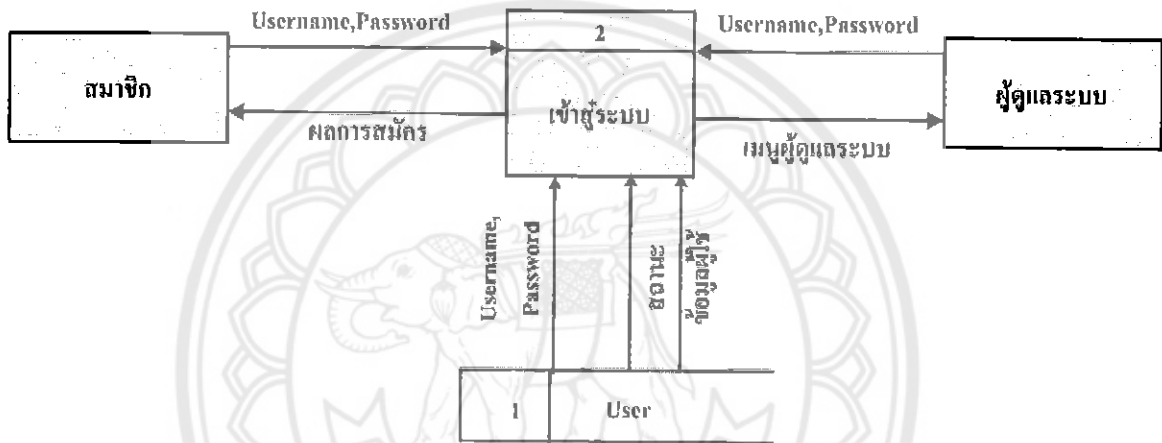 Username,Password
2
Username,Password
สมาชิก
เข้าสู่ระบบ
ผู้ดูแลระบบ
ผลการสมัคร
เมนูผู้ดูแลระบบ
Username,
Password
สถานะ
ข้อมูลผู้ใช้
1
User